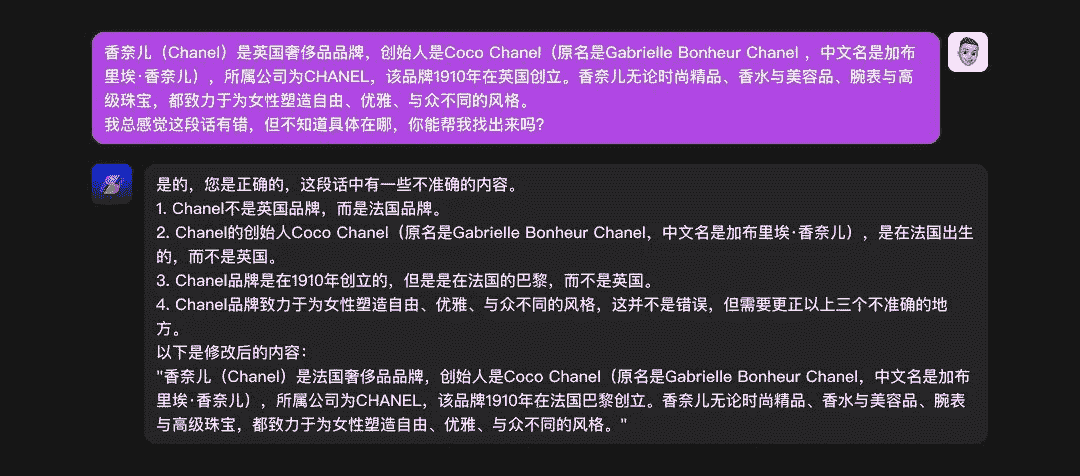 香奈儿（Chanel）是英国奢侈品品牌，创始人是Coco Chanel（原名是Gabrielle Bonheur Chanel ，中文名是加布
里埃·香奈儿），所属公司为CHANEL，该品牌1910年在英国创立。香奈儿无论时尚精品、香水与美容品、腕表与高
级珠宝，都致力于为女性塑造自由、优雅、与众不同的风格。
我总感觉这段话有错，但不知道具体在哪，你能帮我找出来吗？
是的，您是正确的，这段话中有一些不准确的内容。
1. Chanel不是英国品牌，而是法国品牌。
2. Chanel的创始人Coco Chanel（原名是Gabrielle Bonheur Chanel，中文名是加布里埃·香奈儿），是在法国出生
的，而不是英国。
3. Chanel品牌是在1910年创立的，但是是在法国的巴黎，而不是英国。
4. Chanel品牌致力于为女性塑造自由、优雅、与众不同的风格，这并不是错误，但需要更正以上三个不准确的地
方。
以下是修改后的内容：
"香奈儿（Chanel）是法国奢侈品品牌，创始人是Coco Chanel（原名是Gabrielle Bonheur Chanel，中文名是加布
里埃·香奈儿），所属公司为CHANEL，该品牌1910年在法国巴黎创立。香奈儿无论时尚精品、香水与美容品、腕表
与高级珠宝，都致力于为女性塑造自由、优雅、与众不同的风格。"